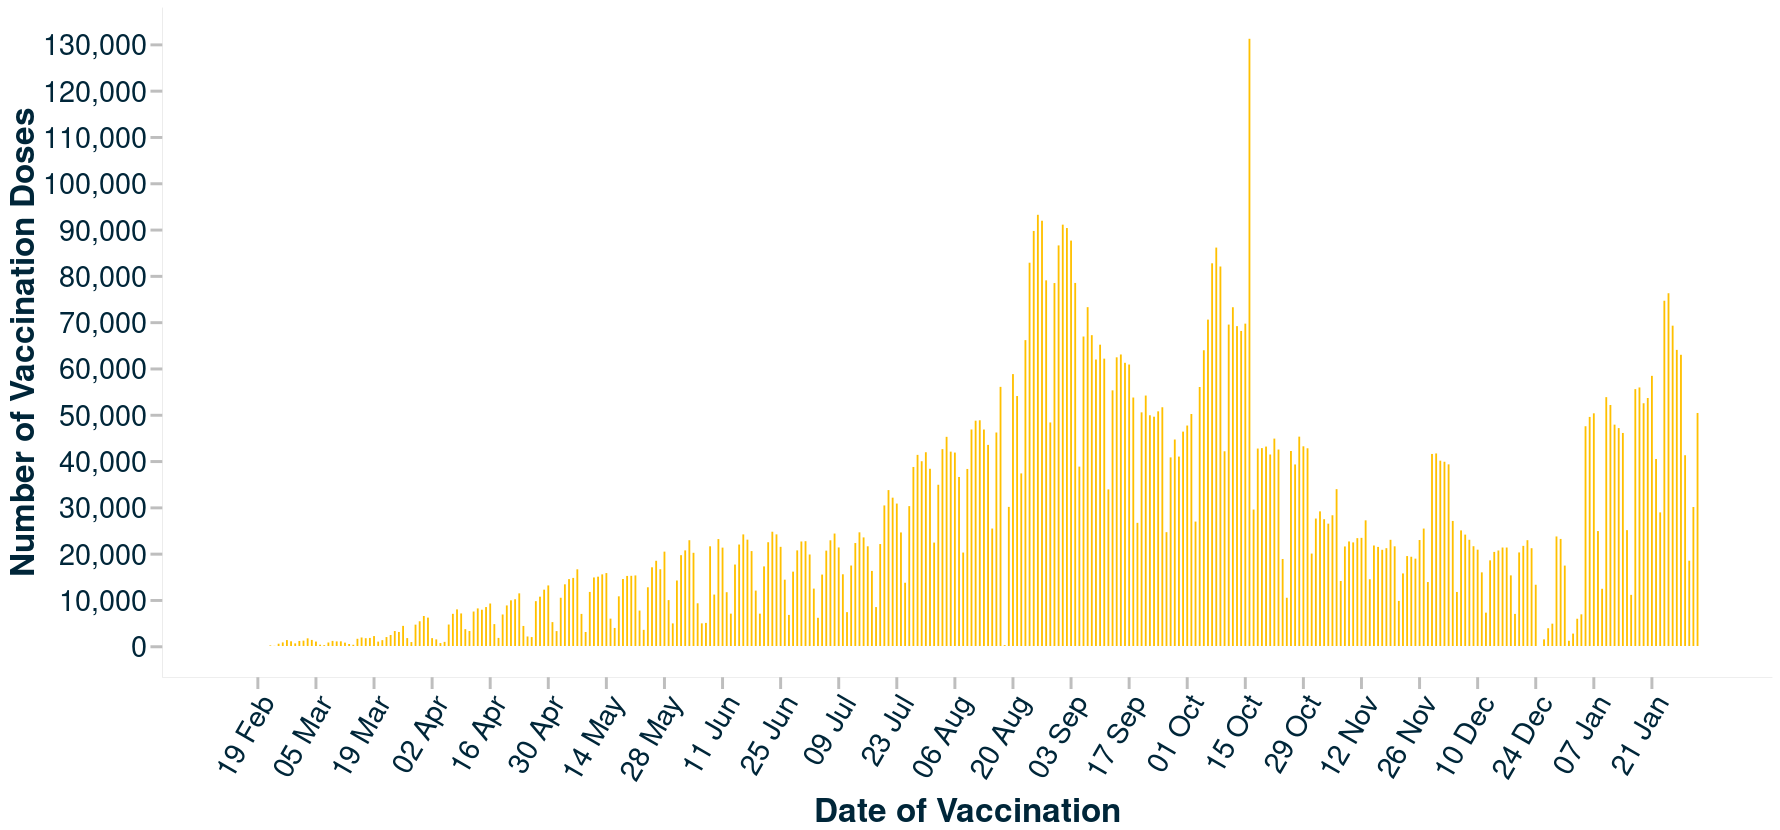 Number of Vaccination Doses
130,000
120,000
110,000
100,000
90,000
80,000
70,000
60,000
50,000
40,000
30,000
20,000
10,000
0
19 Feb
05 Mar
19 Mar
02 Apr
16 Apr
30 Apr
14 May
28 May
11 Jun
25 Jun
09 Jul
23 Jul
06 Aug
20 Aug
03 Sep
17 Sep
01 Oct
15 Oct
29 Oct
12 Nov
26 Nov
10 Dec
24 Dec
07 Jan
21 Jan
Date of Vaccination